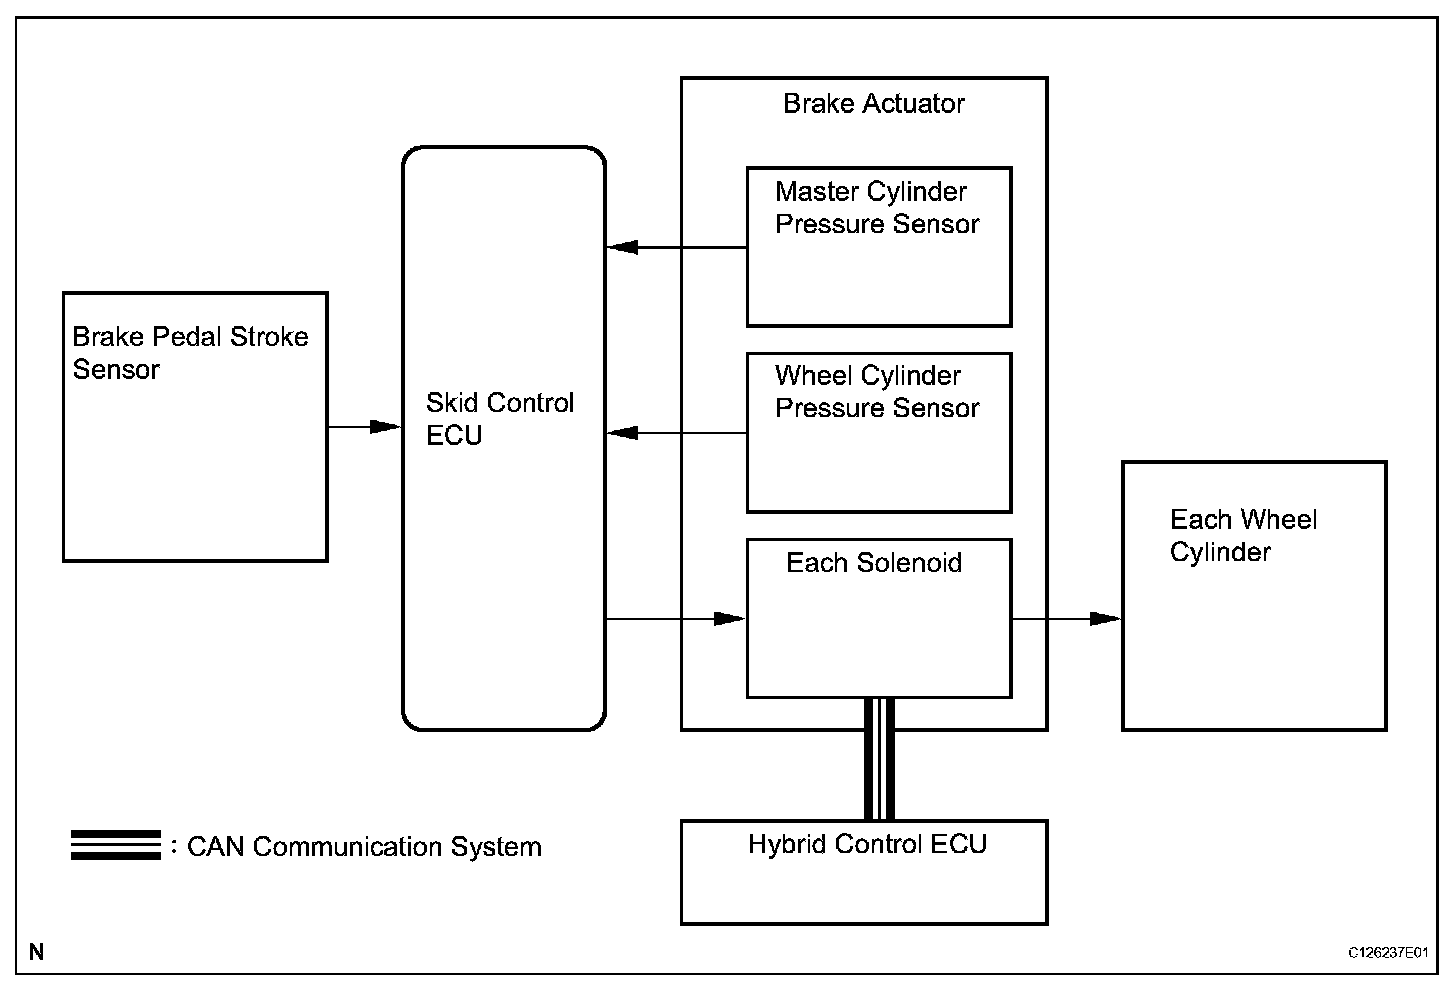 Brake Actuator
Master Cylinder
Pressure Sensor
Brake Pedal Stroke
Sensor
Wheel Cylinder
Pressure Sensor
Skid Control
ECU
Each Wheel
Cylinder
Each Solenoid
Hybrid Control ECU
: CAN Communication System
N
C126237E01